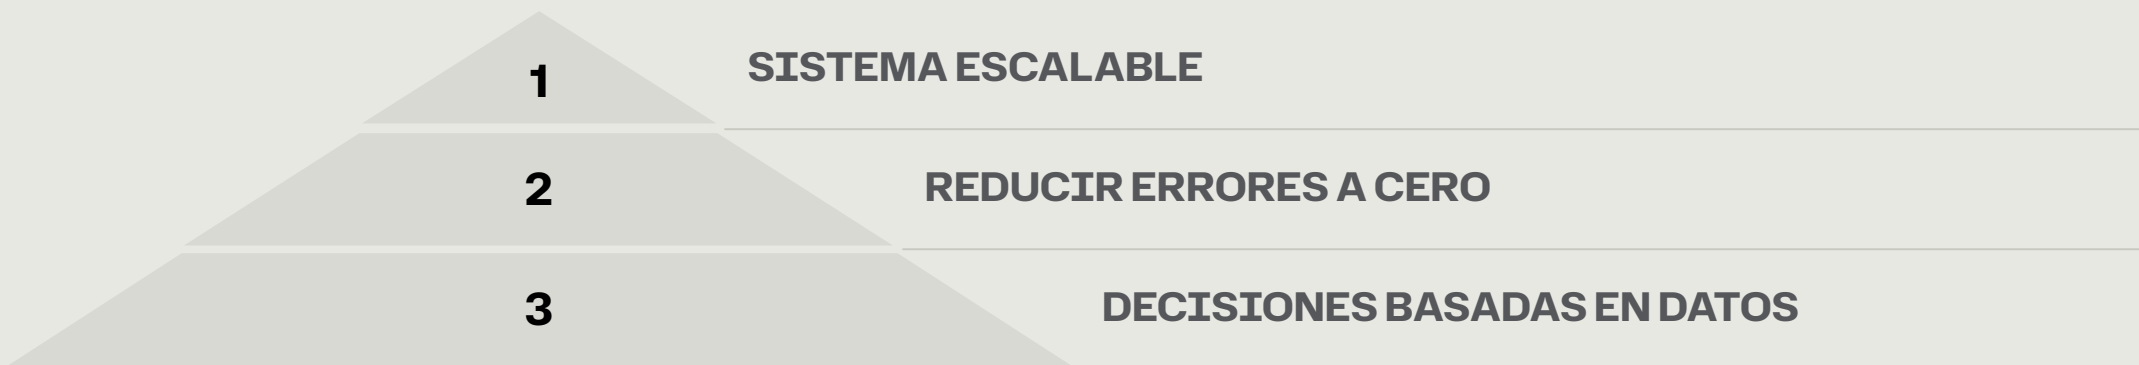 1 SISTEMA ESCALABLE
2 REDUCIR ERRORES A CERO
3 DECISIONES BASADAS EN DATOS